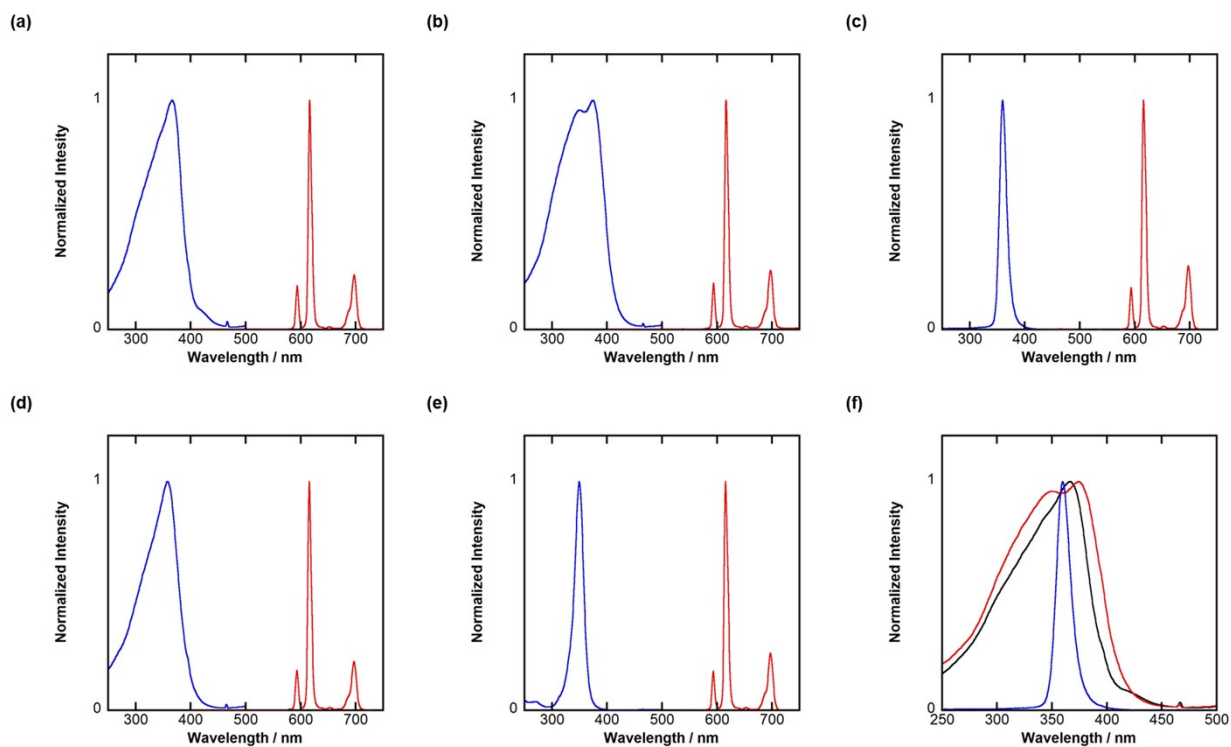 (a)
(b)
(c)
Normalized Intesity
1
0
300 400 500 600 700
Wavelength / nm
Normalized Intensity
1
0
300 400 500 600 700
Wavelength / nm
Normalized Intensity
1
0
300 400 500 600 700
Wavelength / nm
(d)
(e)
(f)
Normalized Intensity
1
0
300 400 500 600 700
Wavelength / nm
Normalized Intensity
1
0
300 400 500 600 700
Wavelength / nm
Normalized Intensity
1
0
250 300 350 400 450 500
Wavelength / nm